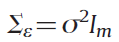 Σε = σ²Iₘ